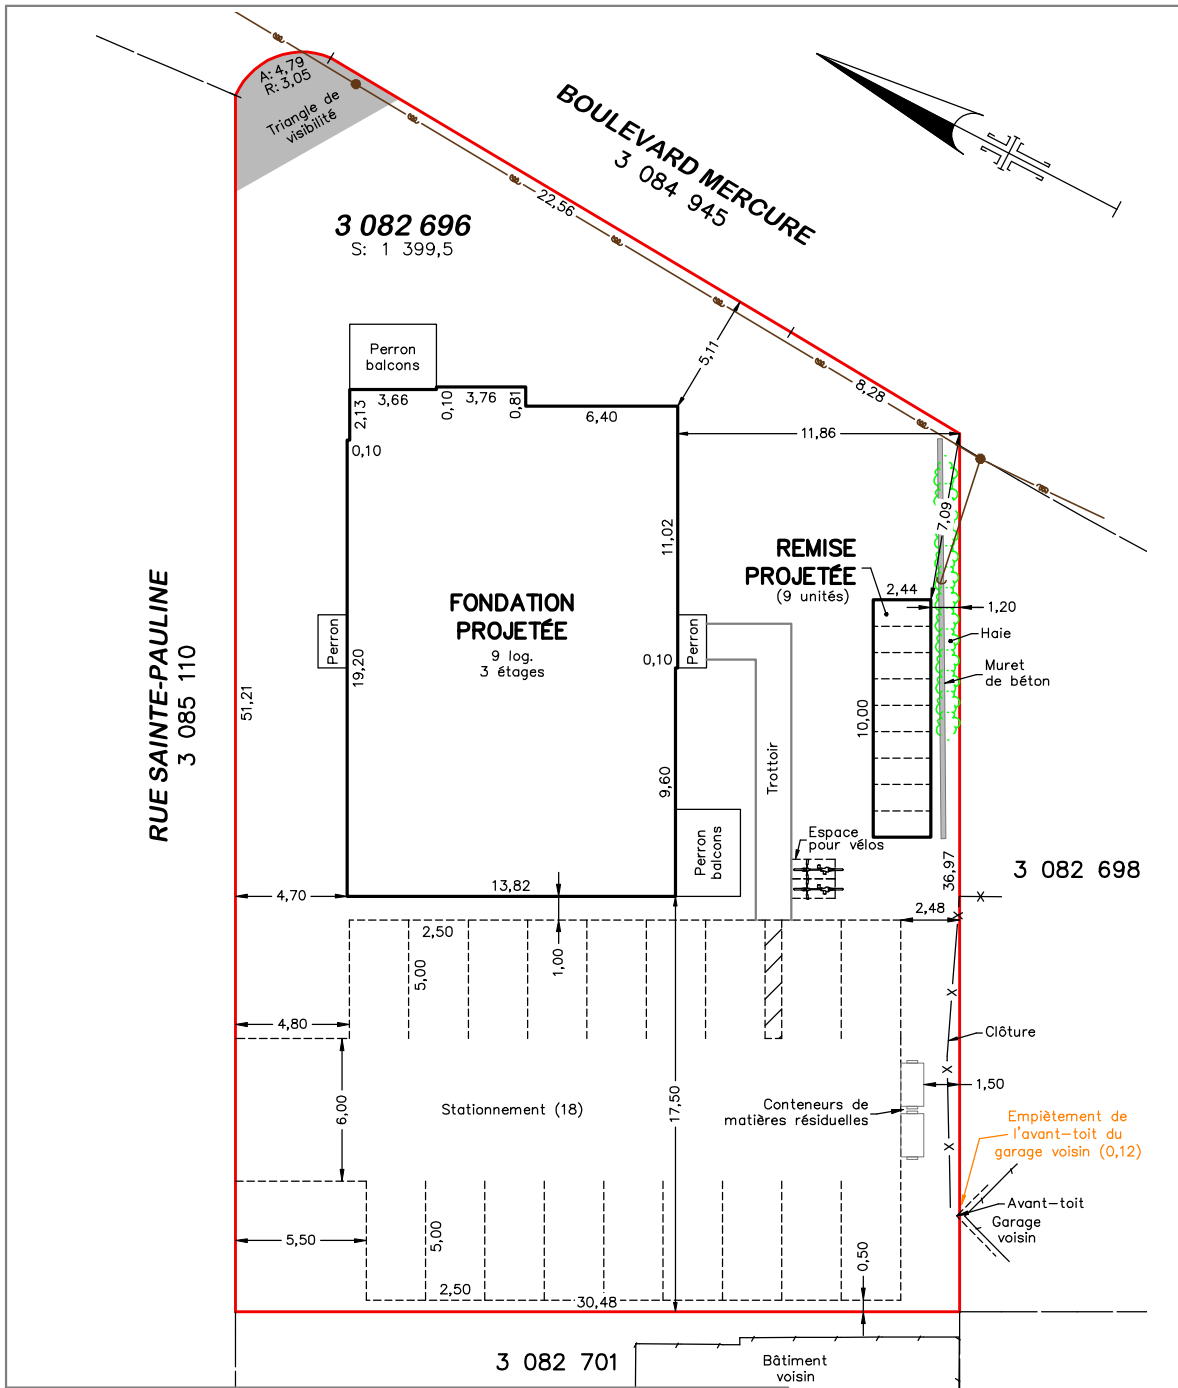 A: 4,79
R: 3,05
Triangle de
visibilité
BOULEVARD MERCURE
3 084 945
22,56
3 082 696
S: 1 399,5
5,11
8,28
Perron
balcons
3,66
0,10
3,76
0,81
6,40
2,13
0,10
11,86
7,09
11,02
REMISE
PROJETÉE
(9 unités)
2,44
1,20
Haie
Muret
de béton
FONDATION
PROJETÉE
9 log.
3 étages
Perron
19,20
0,10
Perron
RUE SAINTE-PAULINE
3 085 110
51,21
10,00
Trottoir
9,60
Perron
balcons
Espace
pour vélos
36,97
3 082 698
13,82
4,70
2,48
2,50
5,00
1,00
4,80
Clôture
6,00
Stationnement (18)
17,50
Conteneurs de
matières résiduelles
1,50
Empiètement de
l'avant-toit du
garage voisin (0,12)
Avant-toit
Garage
voisin
5,50
5,00
2,50
30,48
0,50
3 082 701
Bâtiment
voisin